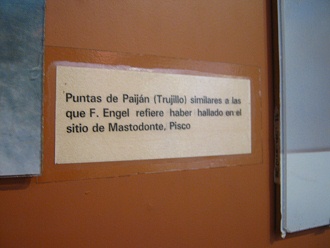 Puntas de Paiján (Trujillo) similares a las
que F. Engel refiere haber hallado en el
sitio de Mastodonte, Pisco